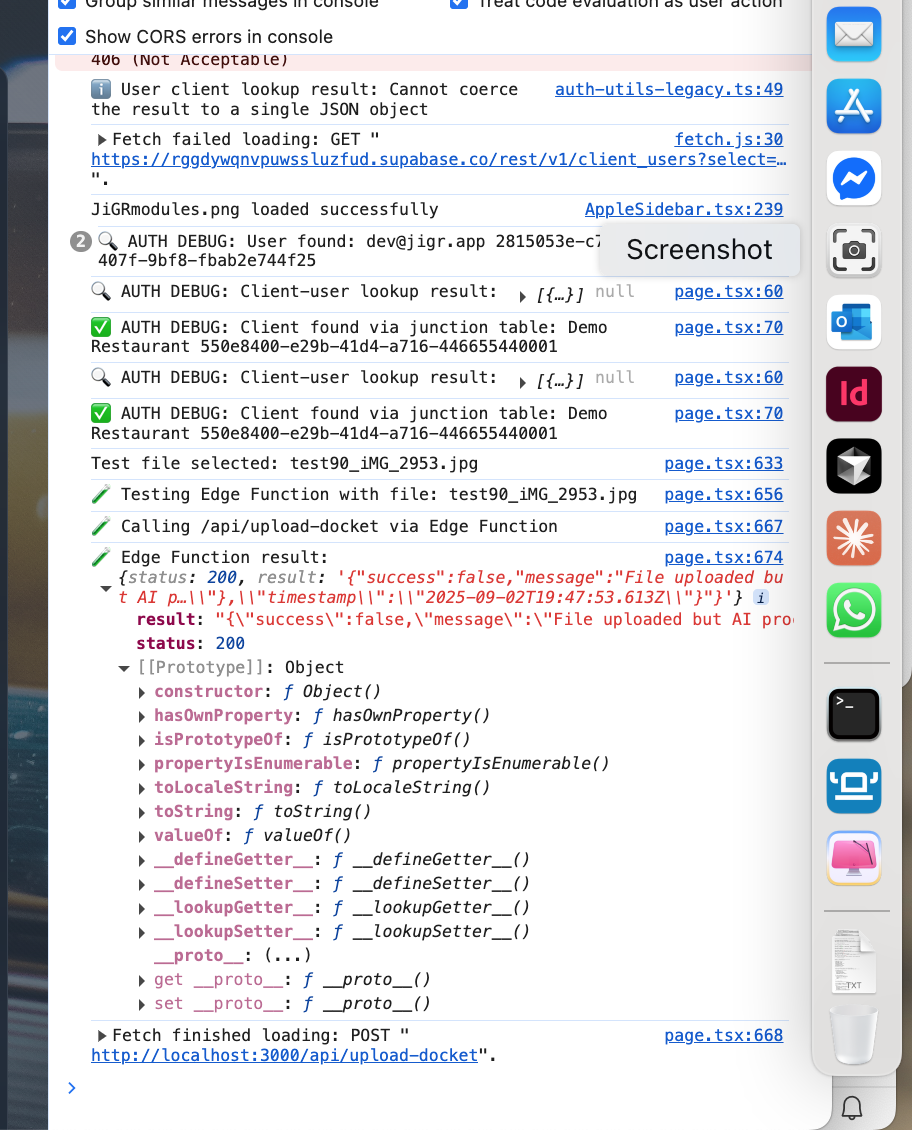 Group similar messages in console
Treat code evaluation as user action
Show CORS errors in console
406 (Not Acceptable)
User client lookup result: Cannot coerce auth-utils-legacy.ts:49
the result to a single JSON object
Fetch failed loading: GET " fetch.js:30
https://rggdywqnvpuwssluzfud.supabase.co/rest/v1/client_users?select=…
".
JiGRmodules.png loaded successfully AppleSidebar.tsx:239
2 AUTH DEBUG: User found: dev@jigr.app 2815053e-c7
407f-9bf8-fbab2e744f25
Screenshot
AUTH DEBUG: Client-user lookup result: [{…}] null page.tsx:60
AUTH DEBUG: Client found via junction table: Demo page.tsx:70
Restaurant 550e8400-e29b-41d4-a716-446655440001
AUTH DEBUG: Client-user lookup result: [{…}] null page.tsx:60
AUTH DEBUG: Client found via junction table: Demo page.tsx:70
Restaurant 550e8400-e29b-41d4-a716-446655440001
Test file selected: test90_iMG_2953.jpg page.tsx:633
Testing Edge Function with file: test90_iMG_2953.jpg page.tsx:656
Calling /api/upload-docket via Edge Function page.tsx:667
Edge Function result: page.tsx:674
{status: 200, result: '{"success":false,"message":"File uploaded bu
t AI p…\\"},\\"timestamp\\":\\"2025-09-02T19:47:53.613Z\\"}"}'} i
result: "{\"success\":false,\"message\":\"File uploaded but AI pro
status: 200
[[Prototype]]: Object
constructor: ƒ Object()
hasOwnProperty: ƒ hasOwnProperty()
isPrototypeOf: ƒ isPrototypeOf()
propertyIsEnumerable: ƒ propertyIsEnumerable()
toLocaleString: ƒ toLocaleString()
toString: ƒ toString()
valueOf: ƒ valueOf()
__defineGetter__: ƒ __defineGetter__()
__defineSetter__: ƒ __defineSetter__()
__lookupGetter__: ƒ __lookupGetter__()
__lookupSetter__: ƒ __lookupSetter__()
__proto__: (...)
get __proto__: ƒ __proto__()
set __proto__: ƒ __proto__()
Fetch finished loading: POST " page.tsx:668
http://localhost:3000/api/upload-docket".
>
Id
>_
TXT